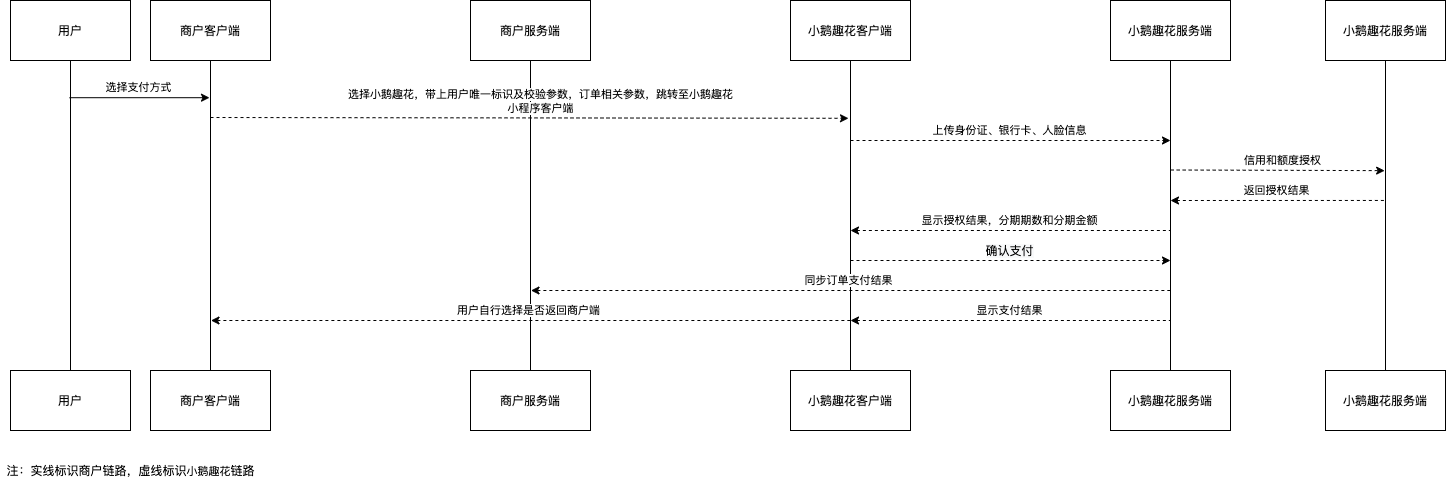 用户
商户客户端
商户服务端
小鹅趣花客户端
小鹅趣花服务端
小鹅趣花服务端
选择支付方式
选择小鹅趣花，带上用户唯一标识及校验参数，订单相关参数，跳转至小鹅趣花
小程序客户端
上传身份证、银行卡、人脸信息
信用和额度授权
返回授权结果
显示授权结果，分期期数和分期金额
确认支付
同步订单支付结果
用户自行选择是否返回商户端
显示支付结果
用户
商户客户端
商户服务端
小鹅趣花客户端
小鹅趣花服务端
小鹅趣花服务端
注：实线标识商户链路，虚线标识小鹅趣花链路